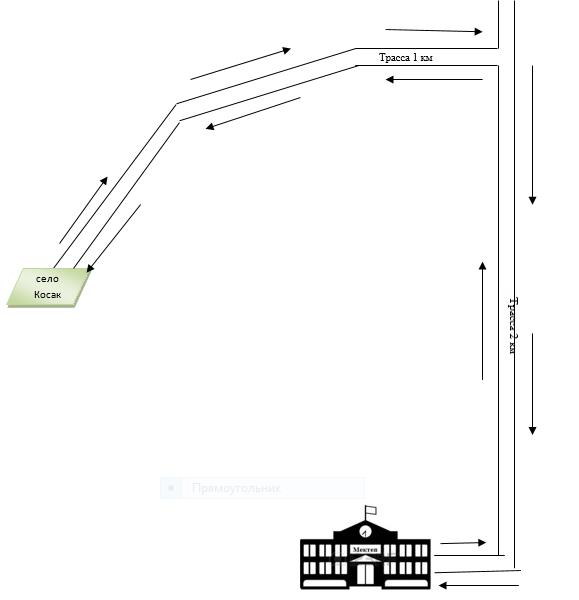 Трасса 1 км
село
Косак
Трасса 2 км
Прямоугольник
Мектеп